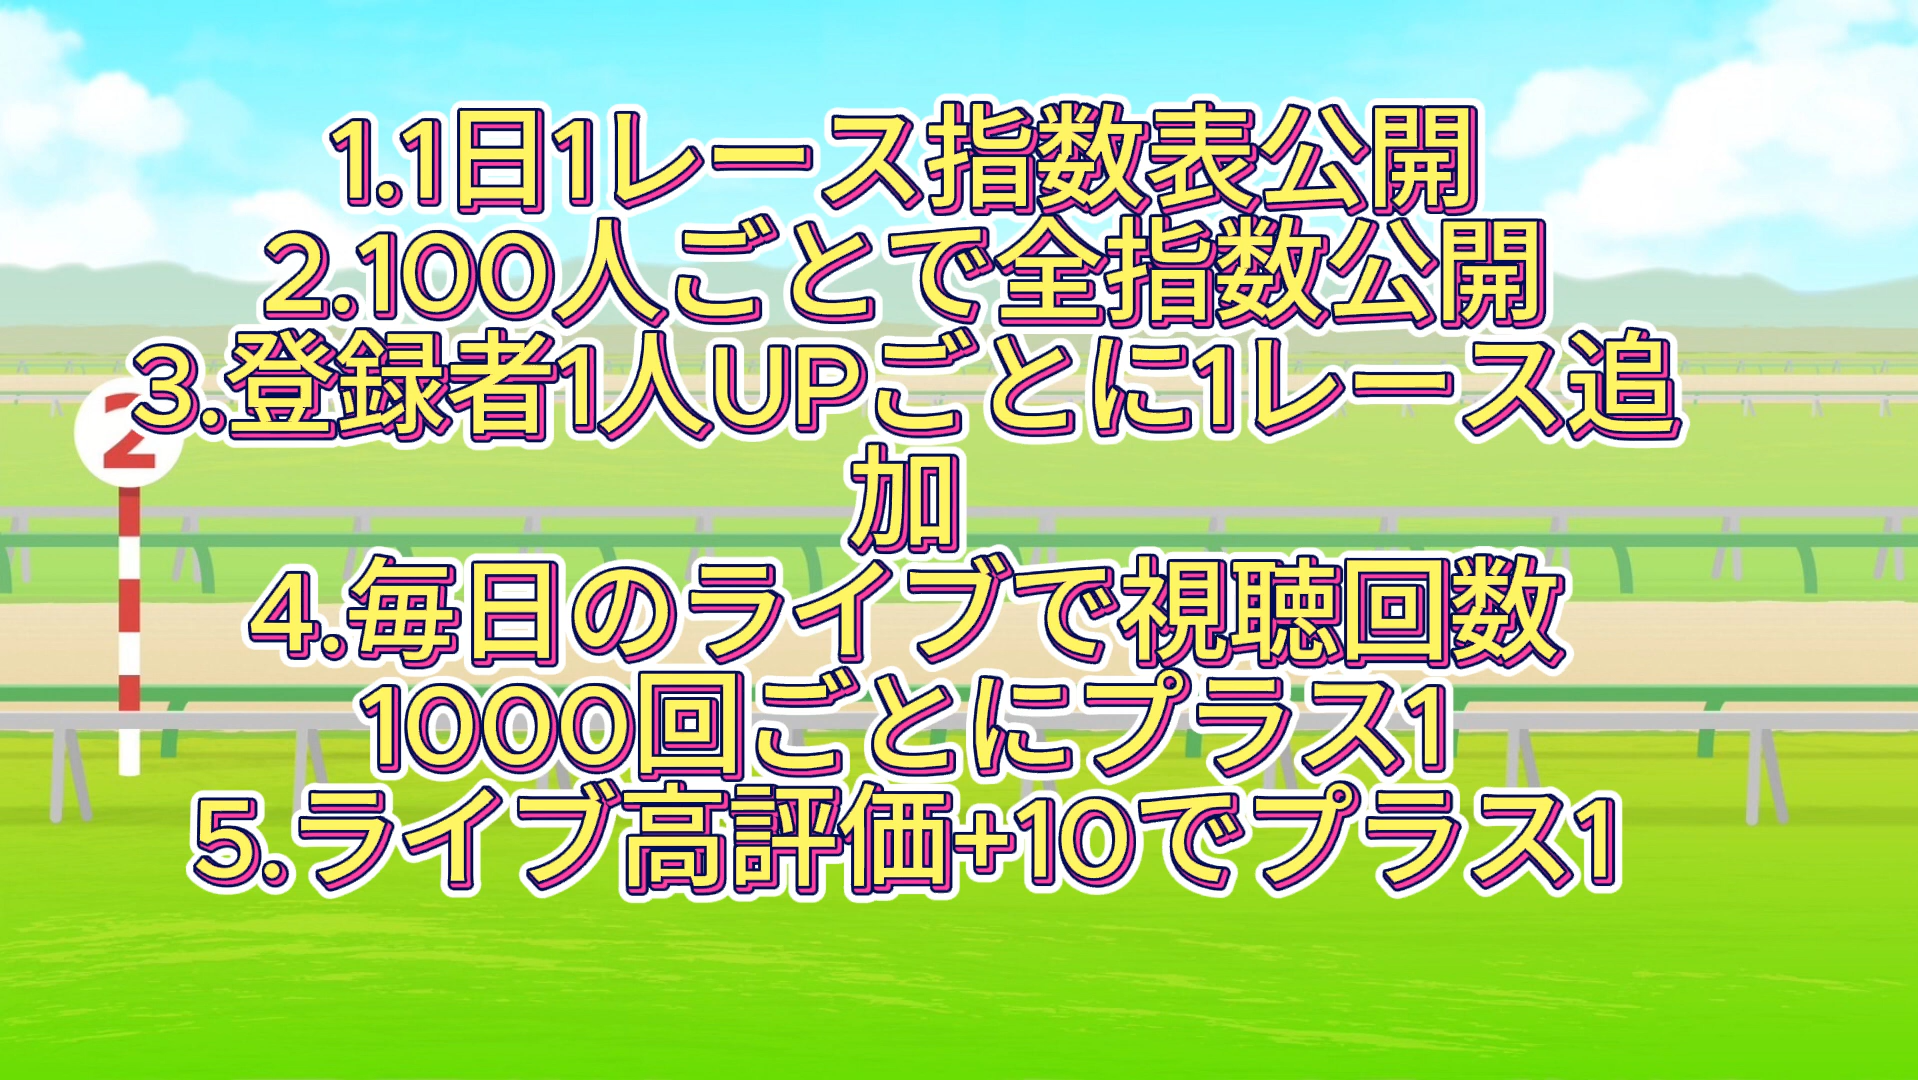 1.1日1レース指数表公開
2.100人ごとで全指数公開
3.登録者1人UPごとに1レース追
加
2
4.毎日のライブで視聴回数
1000回ごとにプラス1
5.ライブ高評価+10でプラス1